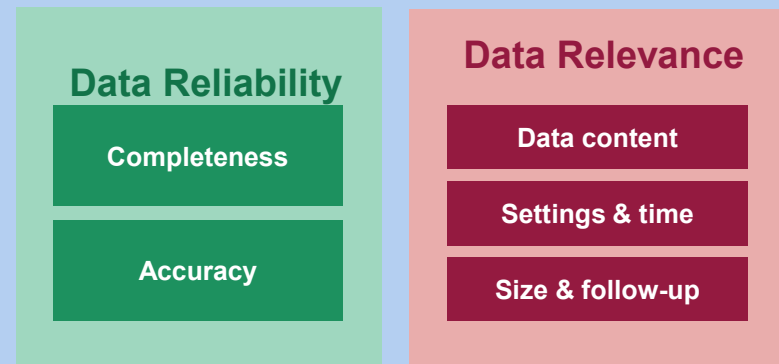 Data Reliability
Completeness
Accuracy
Data Relevance
Data content
Settings & time
Size & follow-up